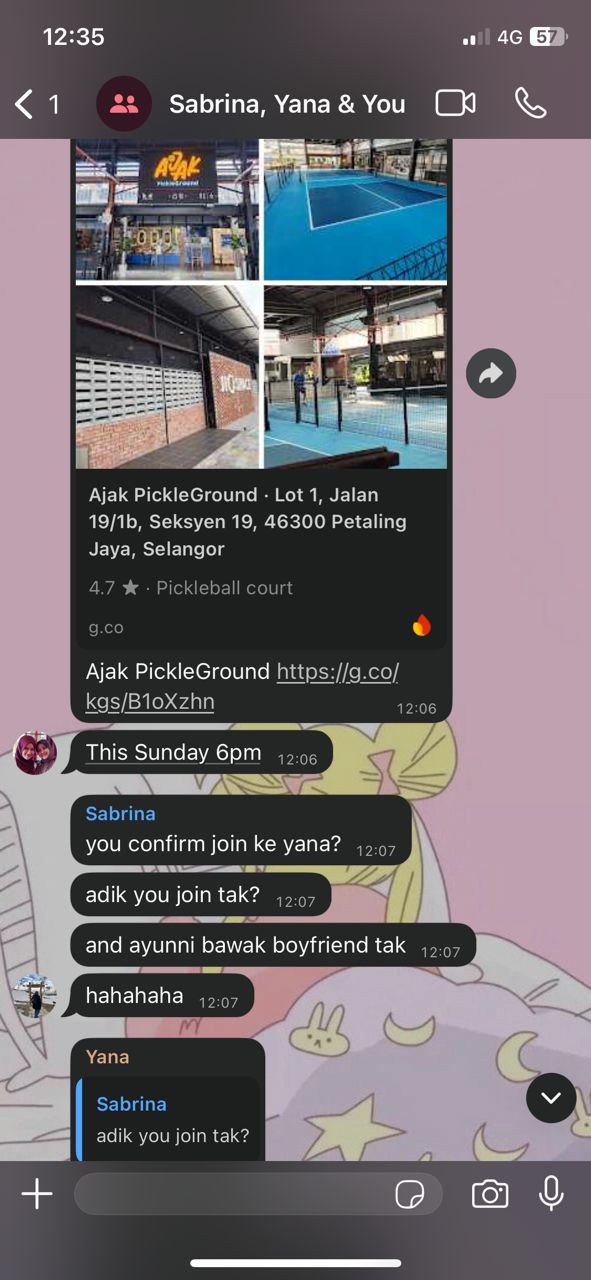 12:35
4G 57
1
Sabrina, Yana & You
AJAK
PickleGround
Ajak PickleGround · Lot 1, Jalan
19/1b, Seksyen 19, 46300 Petaling
Jaya, Selangor
4.7 ★ · Pickleball court
g.co
Ajak PickleGround https://g.co/
kgs/B1oXzhn
12:06
This Sunday 6pm 12:06
Sabrina
you confirm join ke yana? 12:07
adik you join tak? 12:07
and ayunni bawak boyfriend tak 12:07
hahahaha 12:07
Yana
Sabrina
adik you join tak?